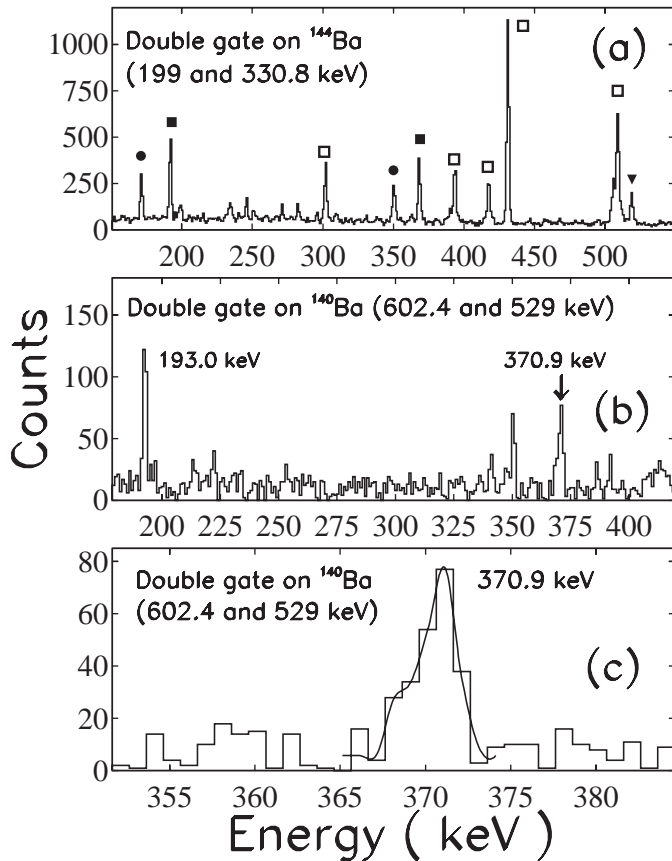 Double gate on ¹⁴⁴Ba
(199 and 330.8 keV)
(a)
1000
750
500
250
0
200 250 300 350 400 450 500
Double gate on ¹⁴⁰Ba (602.4 and 529 keV)
193.0 keV
370.9 keV
(b)
150
100
50
0
200 225 250 275 300 325 350 375 400
Counts
Double gate on ¹⁴⁰Ba
(602.4 and 529 keV)
370.9 keV
(c)
80
60
40
20
0
355 360 365 370 375 380
Energy ( keV)